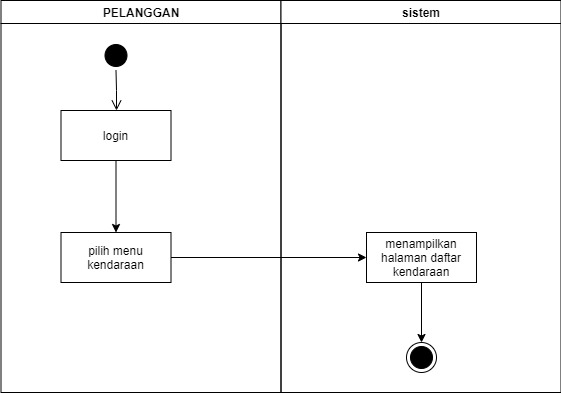 PELANGGAN
sistem
login
pilih menu
kendaraan
menampilkan
halaman daftar
kendaraan